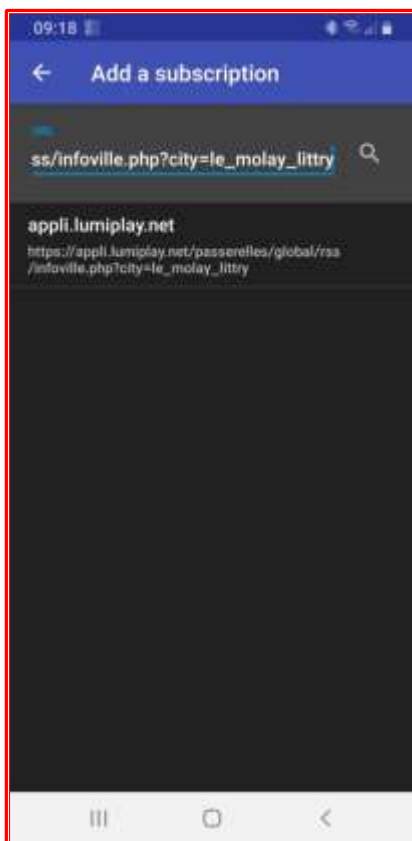 09:18
Add a subscription
ss/infoville.php?city=le_molay_littry
appli.lumiplay.net
https://appli.lumiplay.net/passerelles/global/rss
/infoville.php?city=le_molay_littry